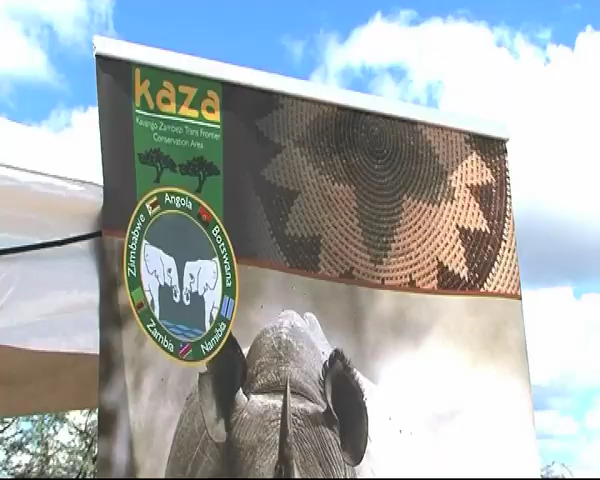 kaza
Kavango Zambezi Trans Frontier
Conservation Area
Angola
Zimbabwe
Botswana
Zambia
Namibia